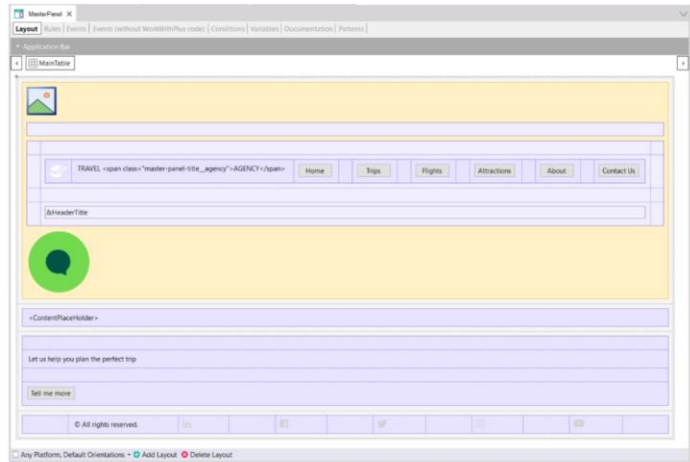 MasterPanel X
Layout | Rules | Events | Events (without WorkWithPlus code) | Conditions | Variables | Documentation | Patterns |
Application Bar
MainTable
TRAVEL <span class="master-panel-title__agency">AGENCY</span> Home Trips Flights Attractions About Contact Us
&HeaderTitle
<ContentPlaceHolder>
Let us help you plan the perfect trip
Tell me more
© All rights reserved. in
Any Platform, Default Orientations Add Layout Delete Layout